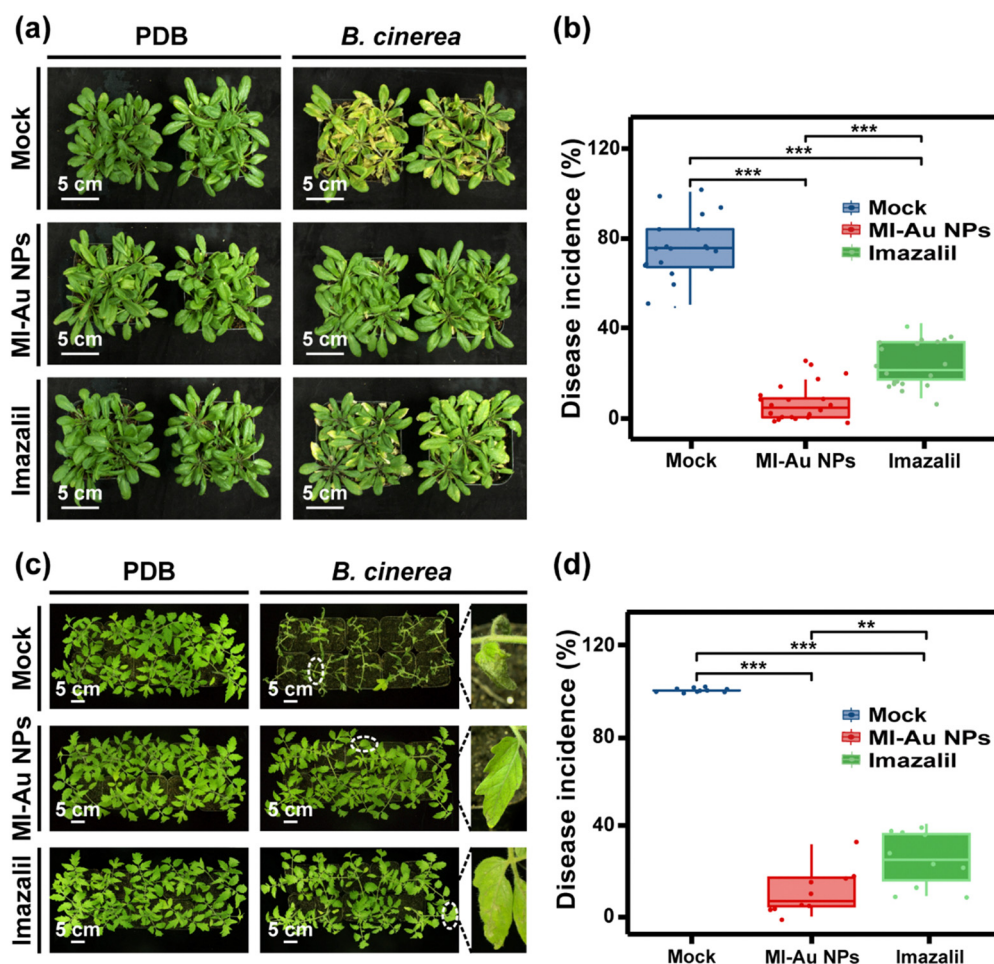 (a)
PDB B. cinerea
Mock
5 cm 5 cm
MI-Au NPs
5 cm 5 cm
Imazalil
5 cm 5 cm
(b)
Disease incidence (%)
120
80
40
0
***
***
***
Mock
MI-Au NPs
Imazalil
Mock MI-Au NPs Imazalil
(c)
PDB B. cinerea
Mock
5 cm 5 cm
MI-Au NPs
5 cm 5 cm
Imazalil
5 cm 5 cm
(d)
Disease incidence (%)
120
80
40
0
**
***
***
Mock
MI-Au NPs
Imazalil
Mock MI-Au NPs Imazalil